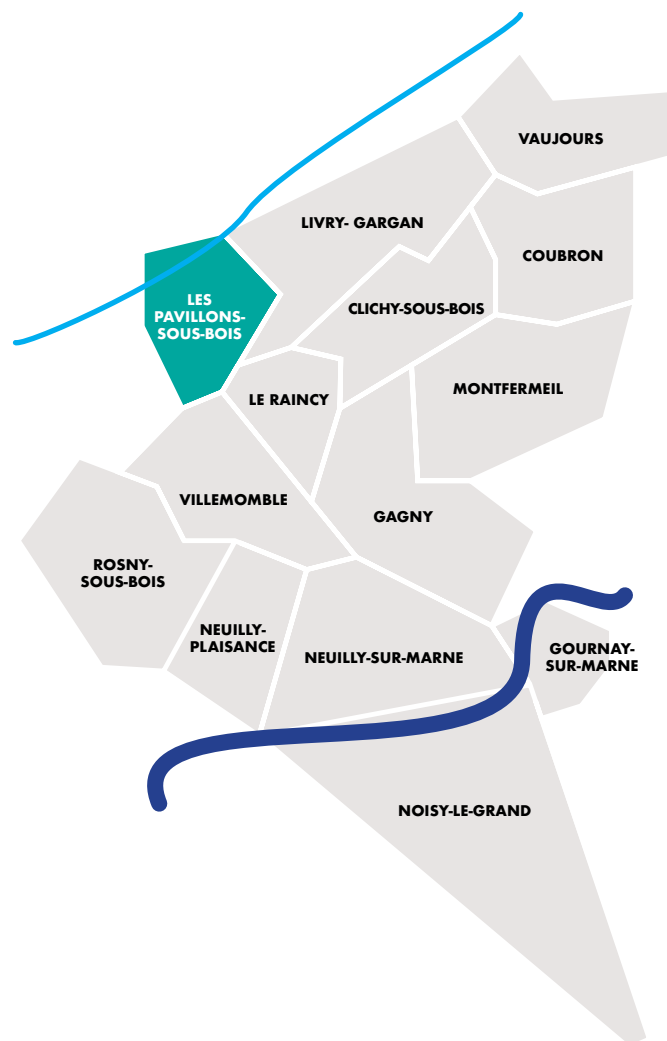 VAUJOURS
LIVRY- GARGAN
COUBRON
LES
PAVILLONS-
SOUS-BOIS
CLICHY-SOUS-BOIS
MONTFERMEIL
LE RAINCY
VILLEMOMBLE
GAGNY
ROSNY-
SOUS-BOIS
NEUILLY-
PLAISANCE
NEUILLY-SUR-MARNE
GOURNAY-
SUR-MARNE
NOISY-LE-GRAND